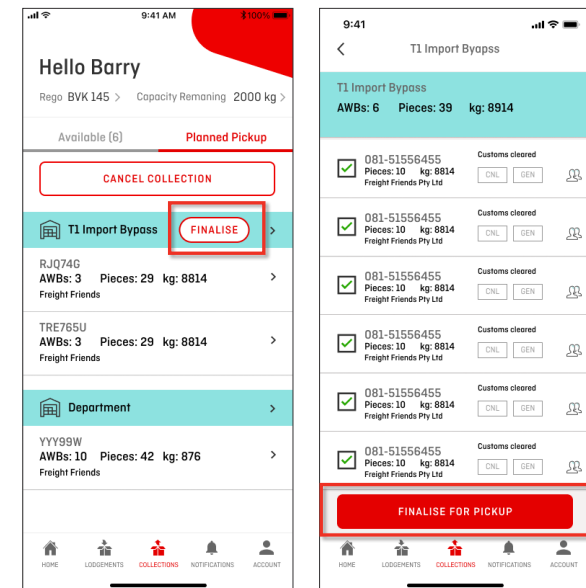 9:41 AM
100%
Hello Barry
Rego BVK 145 > Capacity Remaning 2000 kg >
Available (6) Planned Pickup
CANCEL COLLECTION
T1 Import Bypass FINALISE >
RJQ74G
AWBs: 3 Pieces: 29 kg: 8814 >
Freight Friends
TRE765U
AWBs: 3 Pieces: 29 kg: 8814 >
Freight Friends
Department >
YYY99W
AWBs: 10 Pieces: 42 kg: 876 >
Freight Friends
HOME LODGEMENTS COLLECTIONS NOTIFICATIONS ACCOUNT
9:41
< T1 Import Byapss
T1 Import Bypass
AWBs: 6 Pieces: 39 kg: 8914
081-51556455 Customs cleared
Pieces: 10 kg: 8814 CNL GEN
Freight Friends Pty Ltd
081-51556455 Customs cleared
Pieces: 10 kg: 8814 CNL GEN
Freight Friends Pty Ltd
081-51556455 Customs cleared
Pieces: 10 kg: 8814 CNL GEN
Freight Friends Pty Ltd
081-51556455 Customs cleared
Pieces: 10 kg: 8814 CNL GEN
Freight Friends Pty Ltd
081-51556455 Customs cleared
Pieces: 10 kg: 8814 CNL GEN
Freight Friends Pty Ltd
081-51556455 Customs cleared
Pieces: 10 kg: 8814 CNL GEN
Freight Friends Pty Ltd
FINALISE FOR PICKUP
HOME LODGEMENTS COLLECTIONS NOTIFICATIONS ACCOUNT